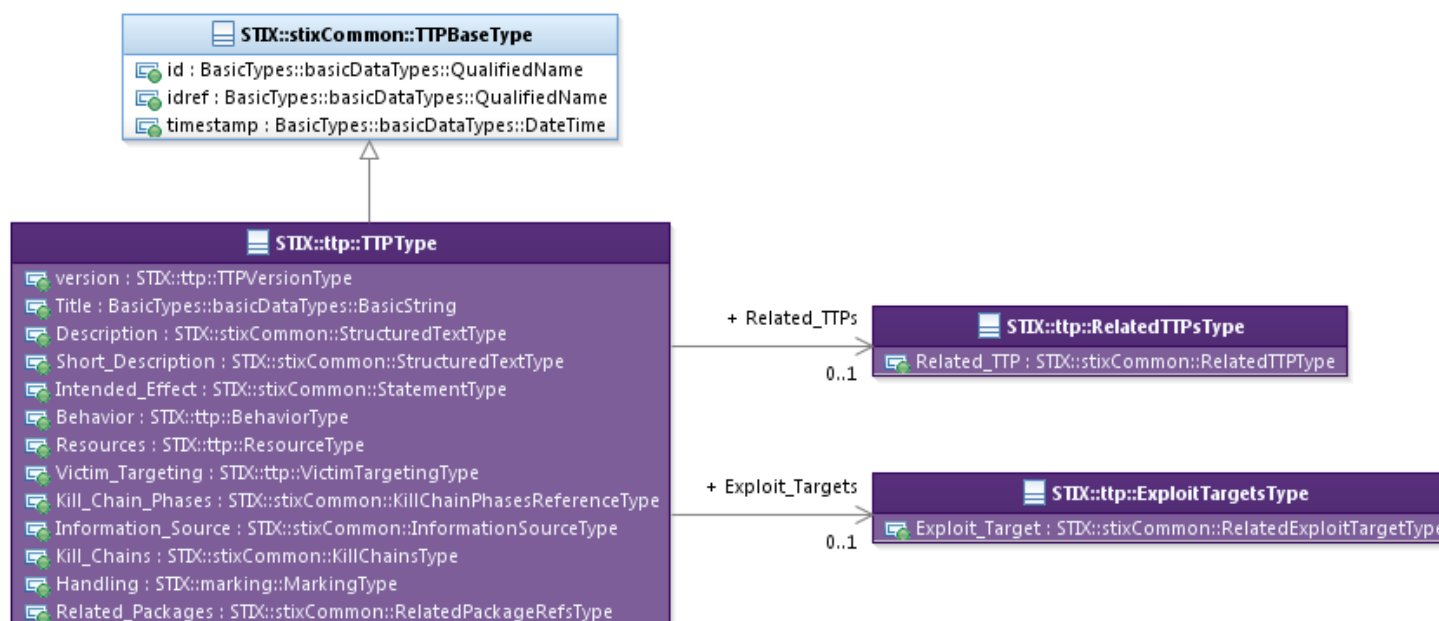 STIX::stixCommon::TTPBaseType
id : BasicTypes::basicDataTypes::QualifiedName
idref : BasicTypes::basicDataTypes::QualifiedName
timestamp : BasicTypes::basicDataTypes::DateTime
STIX::ttp::TTPType
version : STIX::ttp::TTPVersionType
Title : BasicTypes::basicDataTypes::BasicString
Description : STIX::stixCommon::StructuredTextType
Short_Description : STIX::stixCommon::StructuredTextType
Intended_Effect : STIX::stixCommon::StatementType
Behavior : STIX::ttp::BehaviorType
Resources : STIX::ttp::ResourceType
Victim_Targeting : STIX::ttp::VictimTargetingType
Kill_Chain_Phases : STIX::stixCommon::KillChainPhasesReferenceType
Information_Source : STIX::stixCommon::InformationSourceType
Kill_Chains : STIX::stixCommon::KillChainsType
Handling : STIX::marking::MarkingType
Related_Packages : STIX::stixCommon::RelatedPackageRefsType
+ Related_TTPs
0..1
STIX::ttp::RelatedTTPsType
Related_TTP : STIX::stixCommon::RelatedTTPType
+ Exploit_Targets
0..1
STIX::ttp::ExploitTargetsType
Exploit_Target : STIX::stixCommon::RelatedExploitTargetType